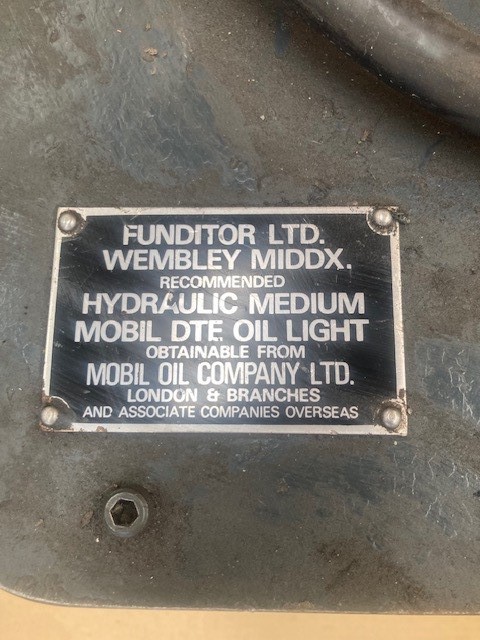 FUNDITOR LTD.
WEMBLEY MIDDX.
RECOMMENDED
HYDRAULIC MEDIUM
MOBIL DTE OIL LIGHT
OBTAINABLE FROM
MOBIL OIL COMPANY LTD.
LONDON & BRANCHES
AND ASSOCIATE COMPANIES OVERSEAS